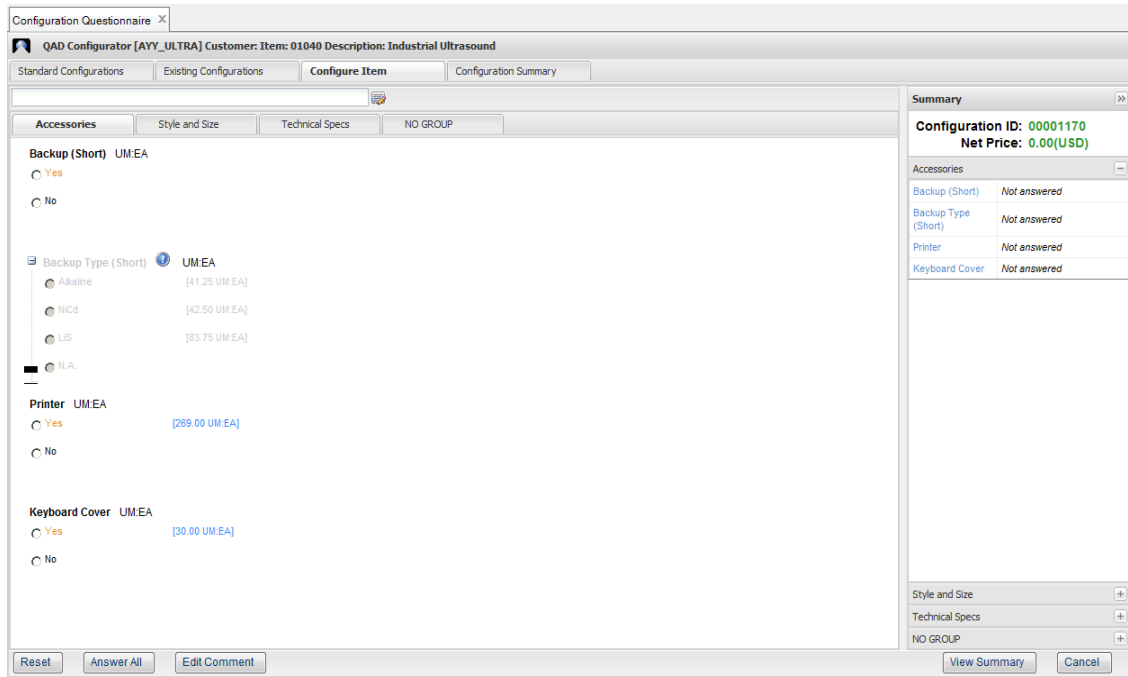 Configuration Questionnaire X
QAD Configurator [AYY_ULTRA] Customer: Item: 01040 Description: Industrial Ultrasound
Standard Configurations Existing Configurations Configure Item Configuration Summary
Accessories Style and Size Technical Specs NO GROUP
Backup (Short) UM:EA
Yes
No
Backup Type (Short) ? UM:EA
Alkaline [41.25 UM:EA]
NiCd [42.50 UM:EA]
LiS [83.75 UM:EA]
N.A.
Printer UM:EA
Yes [269.00 UM:EA]
No
Keyboard Cover UM:EA
Yes [30.00 UM:EA]
No
Summary »
Configuration ID: 00001170
Net Price: 0.00(USD)
Accessories
Backup (Short) Not answered
Backup Type
(Short) Not answered
Printer Not answered
Keyboard Cover Not answered
Style and Size
Technical Specs
NO GROUP
Reset Answer All Edit Comment View Summary Cancel